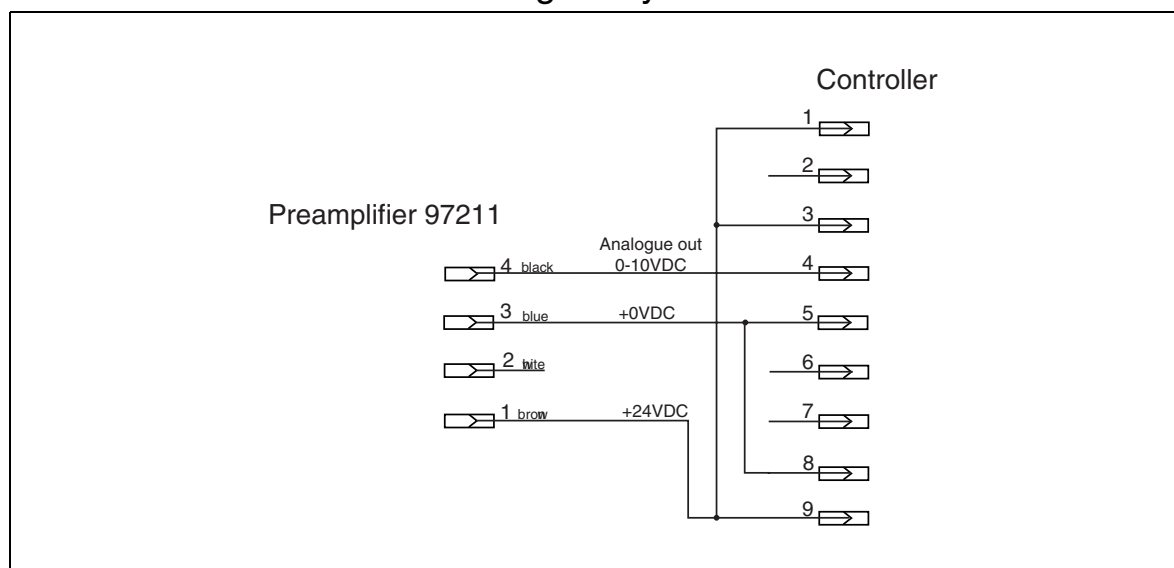 Controller
1
2
Preamplifier 97211
3
Analogue out
4 black 0-10VDC 4
3 blue +0VDC 5
2
6
1 +24VDC 7
8
9